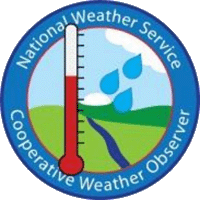 National Weather Service
Cooperative Weather Observer